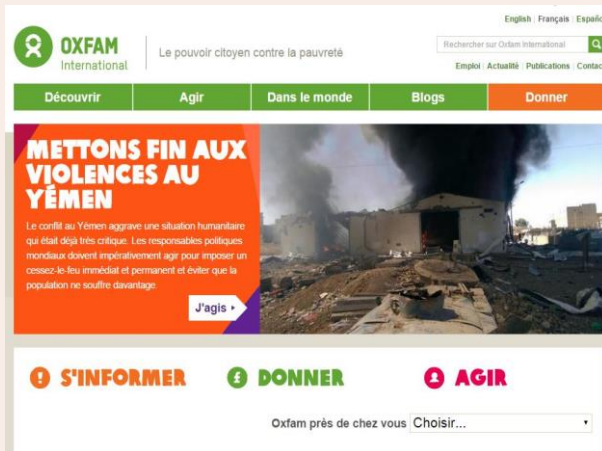 English | Français | Españo
OXFAM
International
Le pouvoir citoyen contre la pauvreté
Rechercher sur Oxfam International
Emploi | Actualité | Publications | Contac
Découvrir
Agir
Dans le monde
Blogs
Donner
METTONS FIN AUX
VIOLENCES AU
YÉMEN
Le conflit au Yémen aggrave une situation humanitaire
qui était déjà très critique. Les responsables politiques
mondiaux doivent impérativement agir pour imposer un
cessez-le-feu immédiat et permanent et éviter que la
population ne souffre davantage.
J'agis
S'INFORMER
£ DONNER
AGIR
Oxfam près de chez vous Choisir...